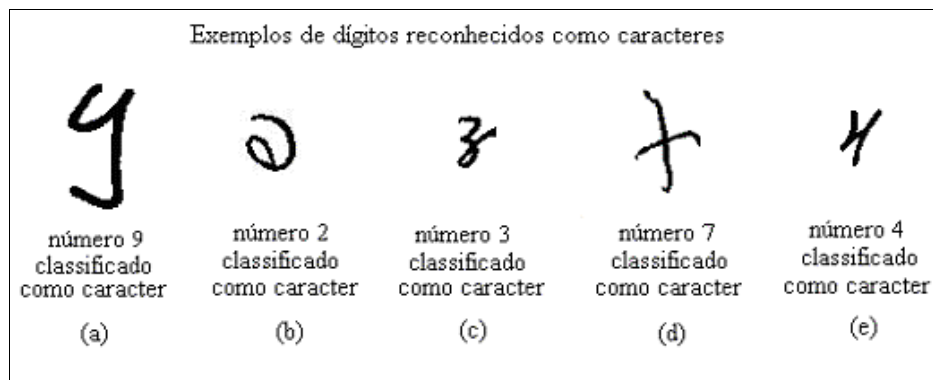 Exemplos de dígitos reconhecidos como caracteres
número 9
classificado
como caracter
(a)
número 2
classificado
como caracter
(b)
número 3
classificado
como caracter
(c)
número 7
classificado
como caracter
(d)
número 4
classificado
como caracter
(e)